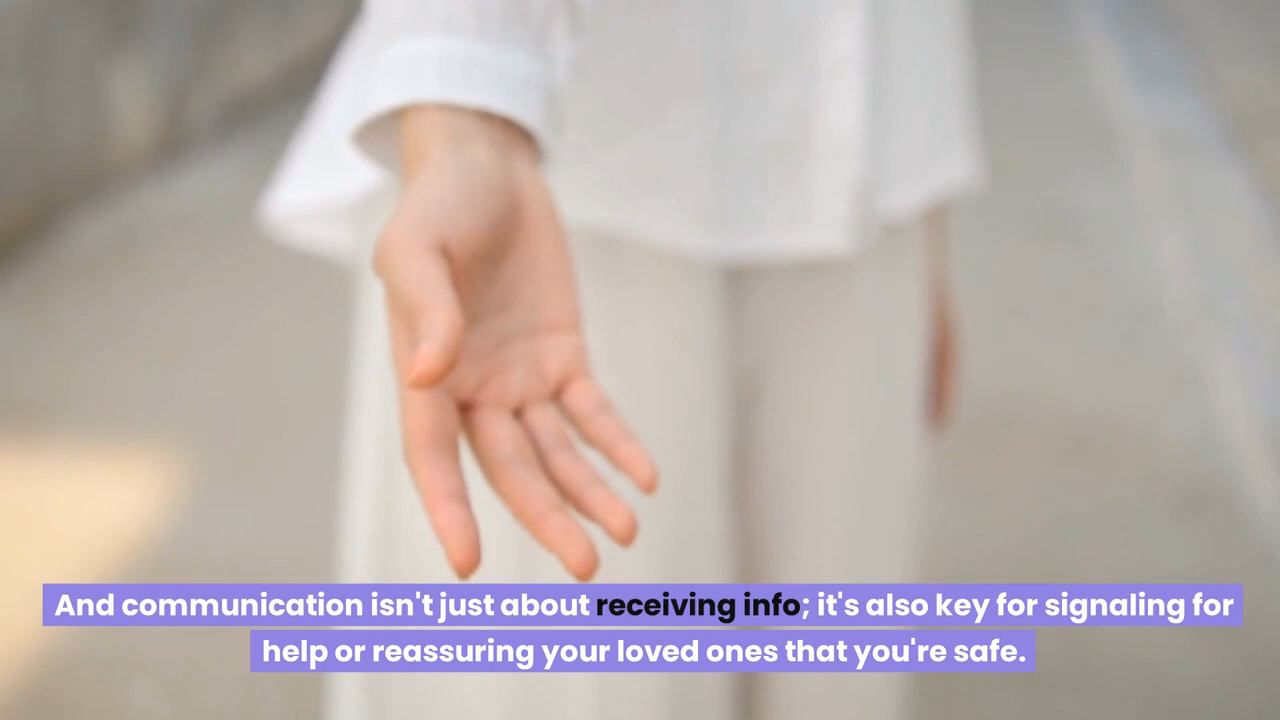 And communication isn't just about receiving info; it's also key for signaling for
help or reassuring your loved ones that you're safe.